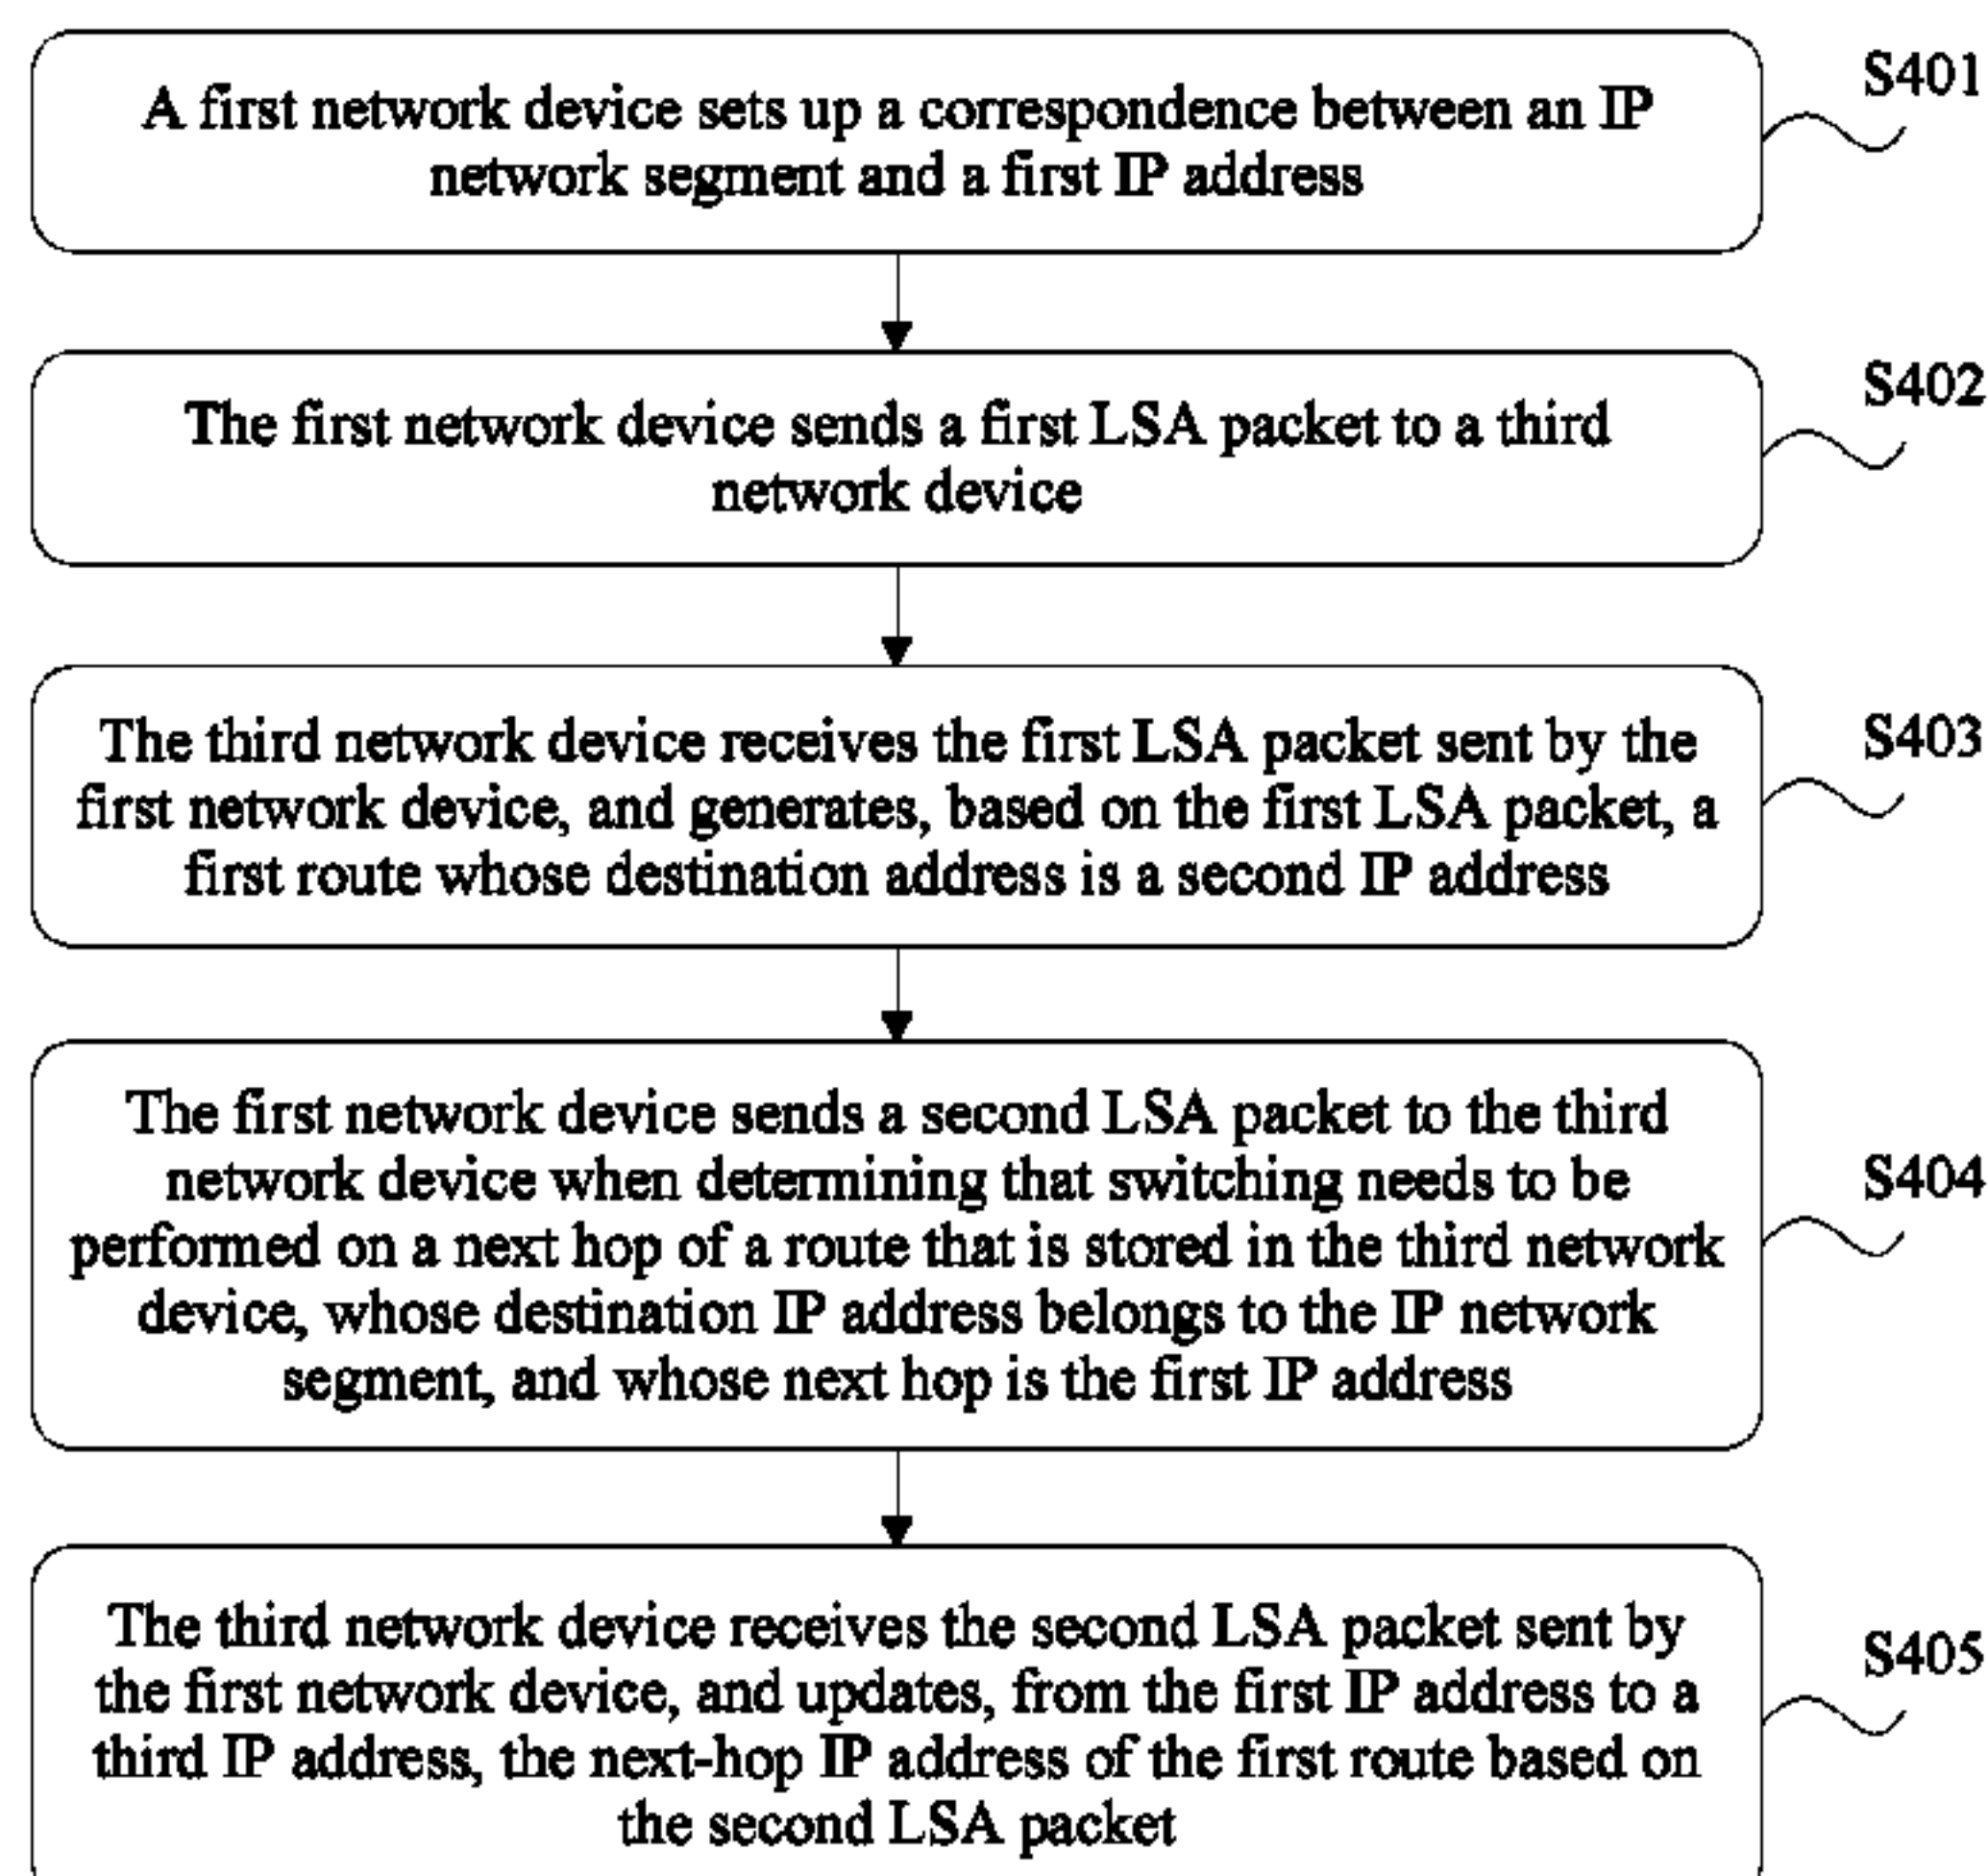 A first network device sets up a correspondence between an IP
network segment and a first IP address
S401
The first network device sends a first LSA packet to a third
network device
S402
The third network device receives the first LSA packet sent by the
first network device, and generates, based on the first LSA packet, a
first route whose destination address is a second IP address
S403
The first network device sends a second LSA packet to the third
network device when determining that switching needs to be
performed on a next hop of a route that is stored in the third network
device, whose destination IP address belongs to the IP network
segment, and whose next hop is the first IP address
S404
The third network device receives the second LSA packet sent by
the first network device, and updates, from the first IP address to a
third IP address, the next-hop IP address of the first route based on
the second LSA packet
S405